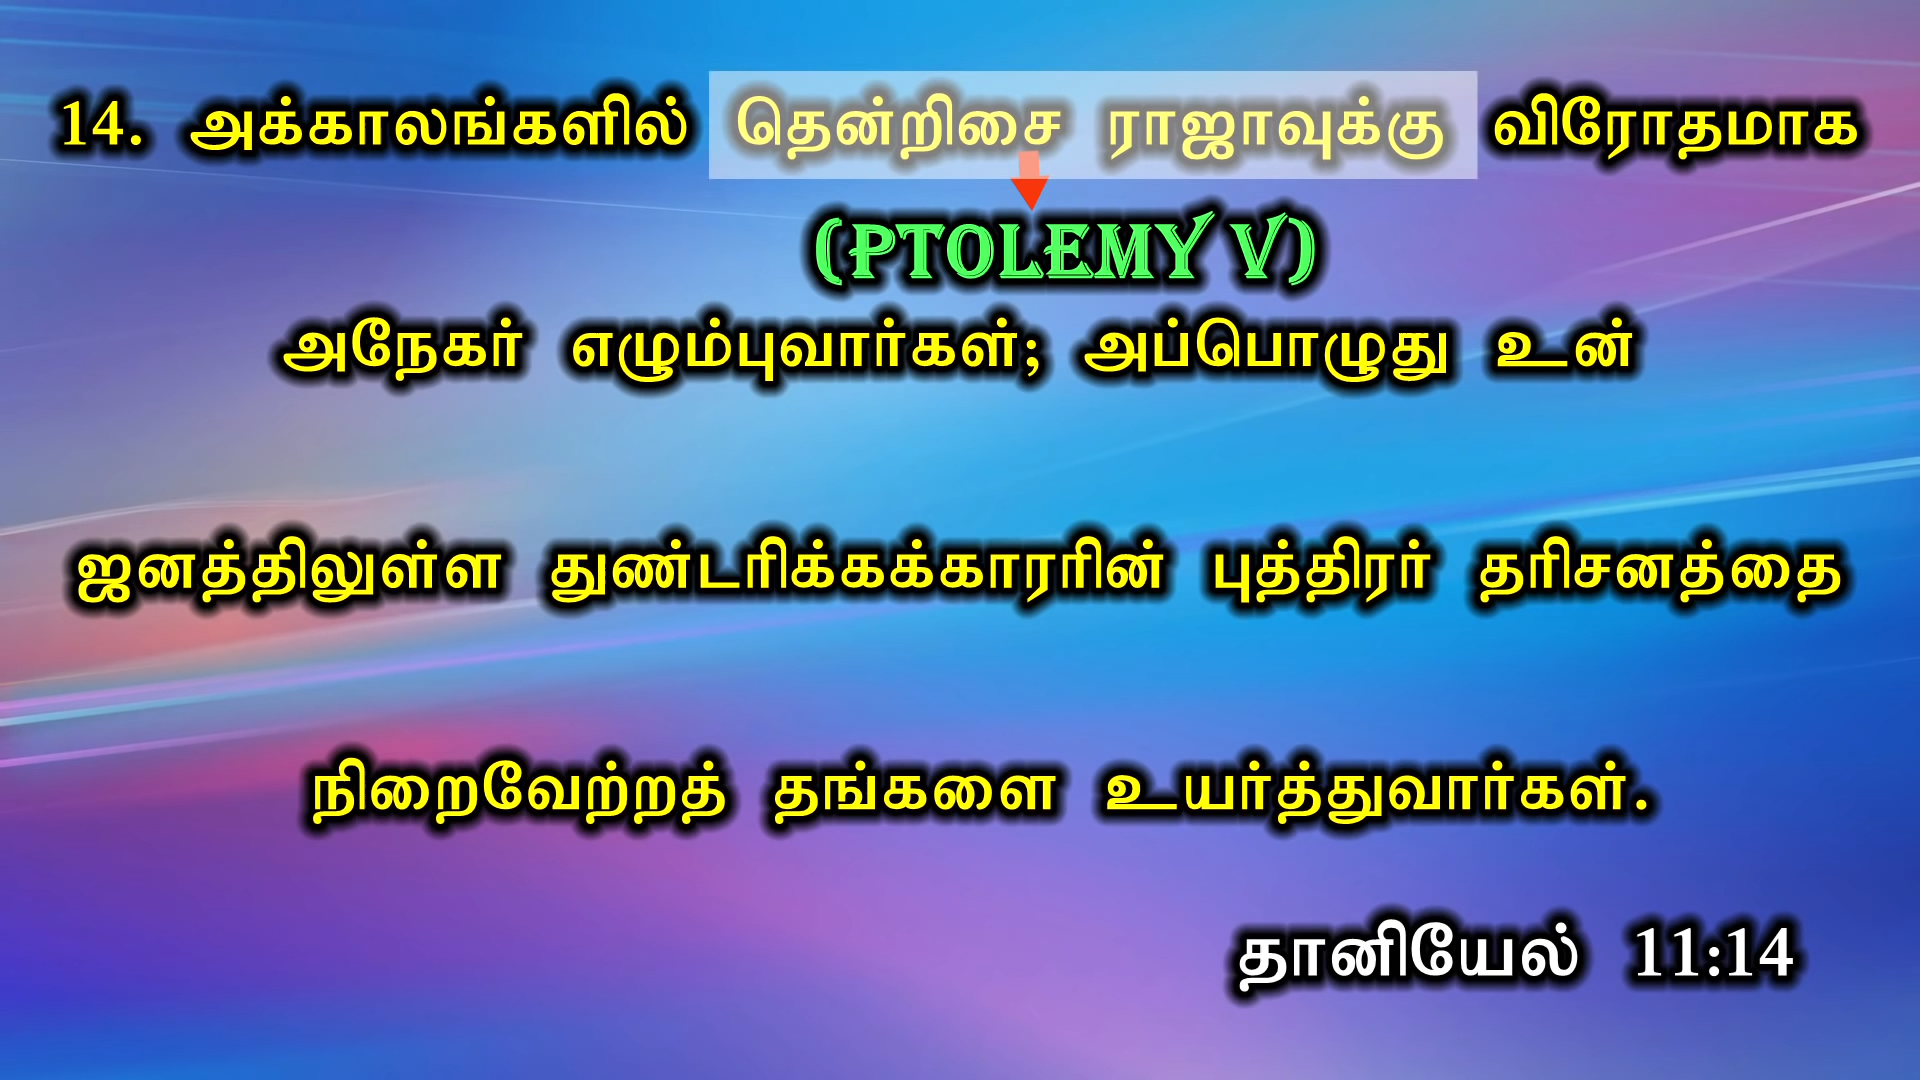 14. அக்காலங்களில் தென்றிசை ராஜாவுக்கு விரோதமாக
(PTOLEMY V)
அநேகர் எழும்புவார்கள்; அப்பொழுது உன்
ஜனத்திலுள்ள துண்டரிக்கக்காரரின் புத்திரர் தரிசனத்தை
நிறைவேற்றத் தங்களை உயர்த்துவார்கள்.
தானியேல் 11:14